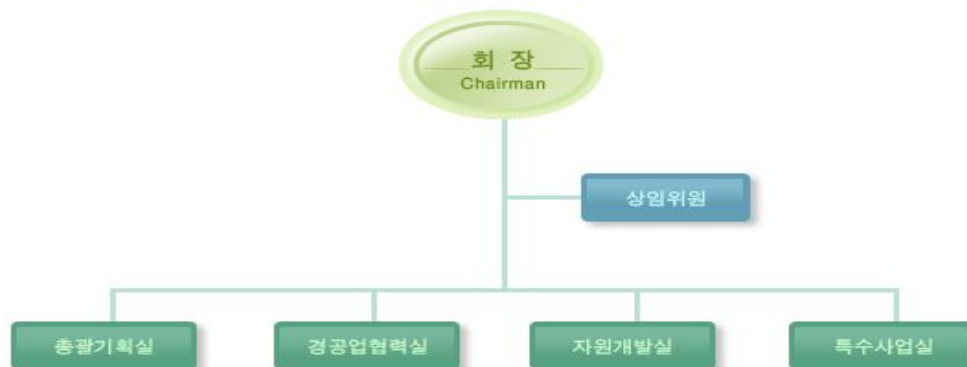 회 장
Chairman
상임위원
총괄기획실
경공업협력실
자원개발실
특수사업실